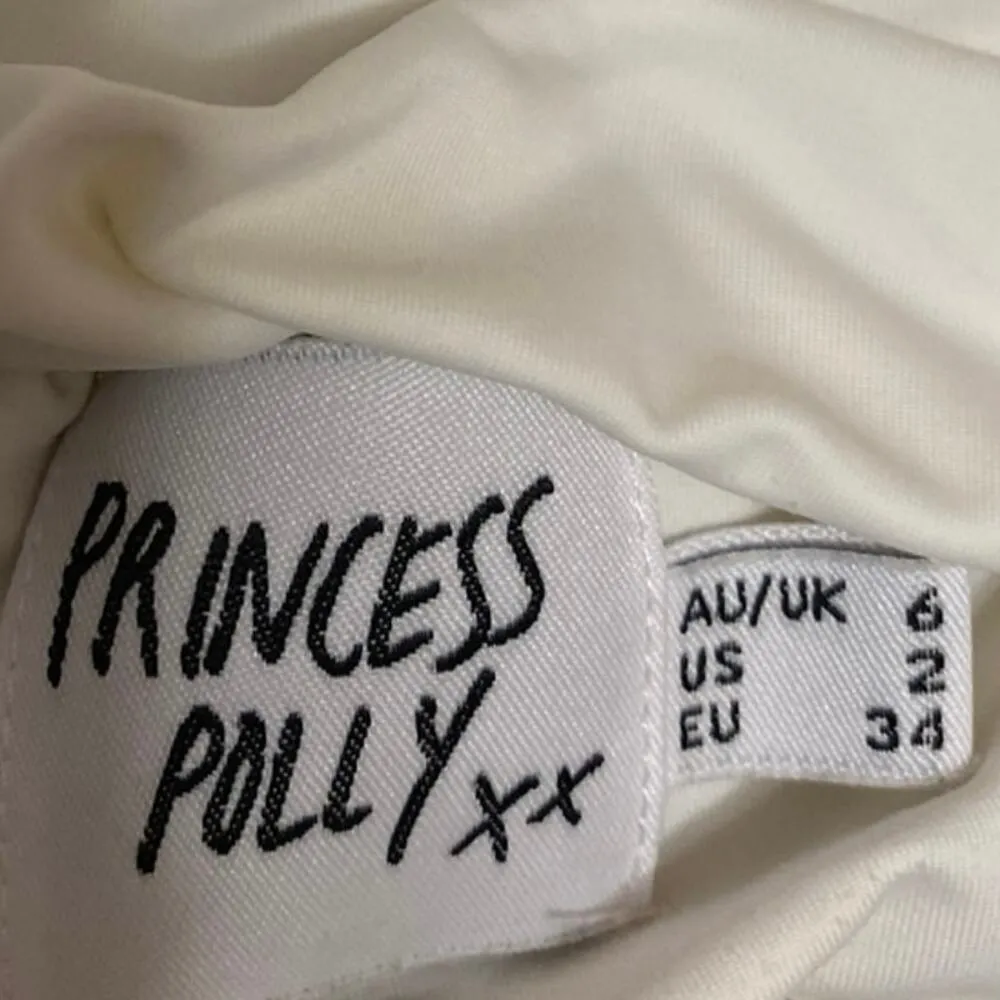 PRINCESS
POLLY xx
AU/UK 6
US 2
EU 34